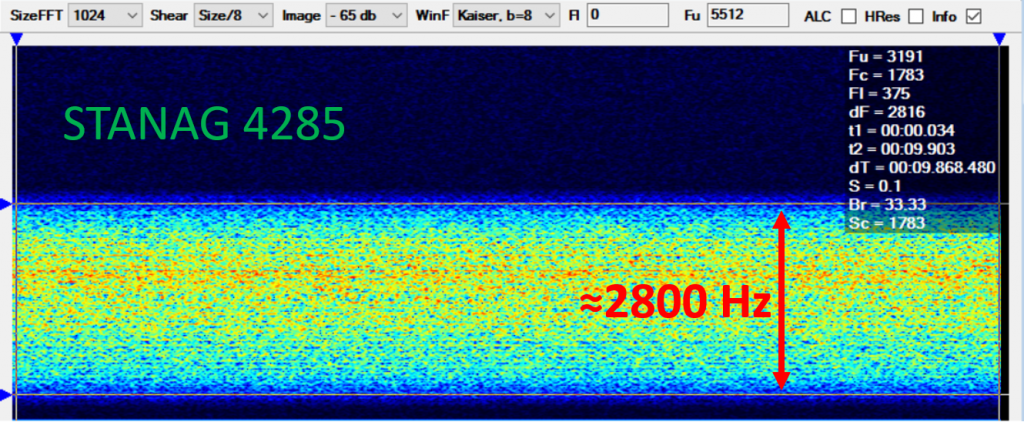 SizeFFT 1024 Shear Size/8 Image - 65 db WinF Kaiser, b=8 Fl 0 Fu 5512 ALC HRes Info
STANAG 4285
Fu = 3191
Fc = 1783
Fl = 375
dF = 2816
t1 = 00:00.034
t2 = 00:09.903
dT = 00:09.868.480
S = 0.1
Br = 33.33
Sc = 1783
≈2800 Hz